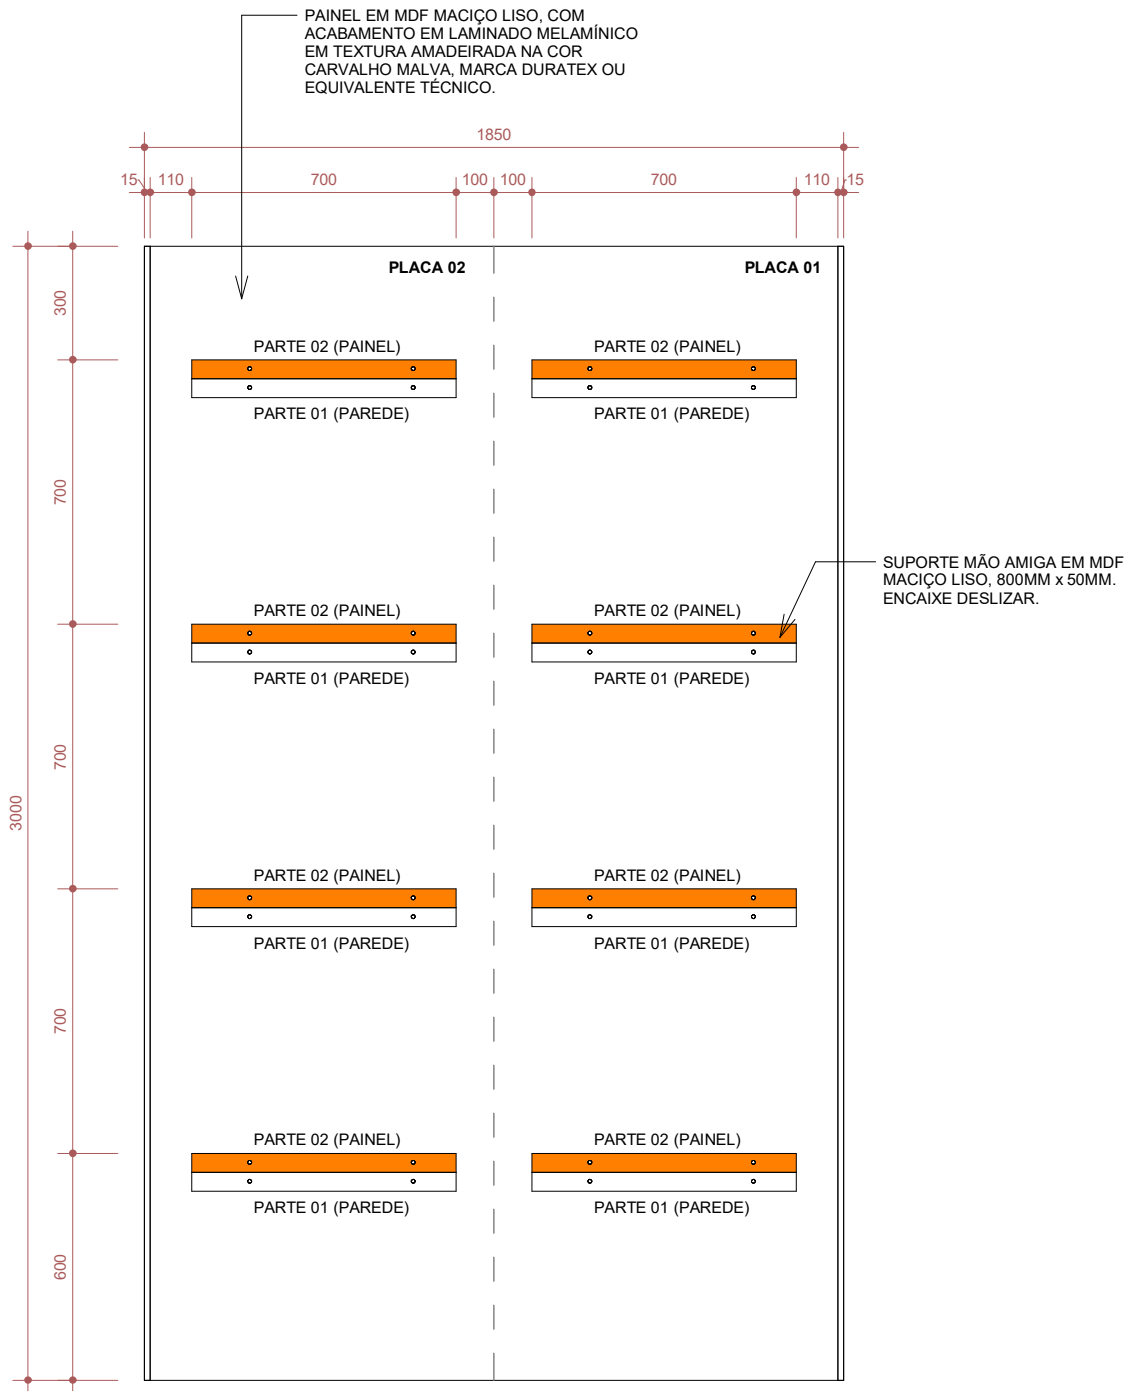 PAINEL EM MDF MACIÇO LISO, COM
ACABAMENTO EM LAMINADO MELAMÍNICO
EM TEXTURA AMADEIRADA NA COR
CARVALHO MALVA, MARCA DURATEX OU
EQUIVALENTE TÉCNICO.
1850
15 110 700 100 100 700 110 15
PLACA 02 PLACA 01
300
PARTE 02 (PAINEL) PARTE 02 (PAINEL)
PARTE 01 (PAREDE) PARTE 01 (PAREDE)
700
SUPORTE MÃO AMIGA EM MDF
MACIÇO LISO, 800MM x 50MM.
ENCAIXE DESLIZAR.
PARTE 02 (PAINEL) PARTE 02 (PAINEL)
PARTE 01 (PAREDE) PARTE 01 (PAREDE)
700
3000
PARTE 02 (PAINEL) PARTE 02 (PAINEL)
PARTE 01 (PAREDE) PARTE 01 (PAREDE)
700
PARTE 02 (PAINEL) PARTE 02 (PAINEL)
PARTE 01 (PAREDE) PARTE 01 (PAREDE)
600